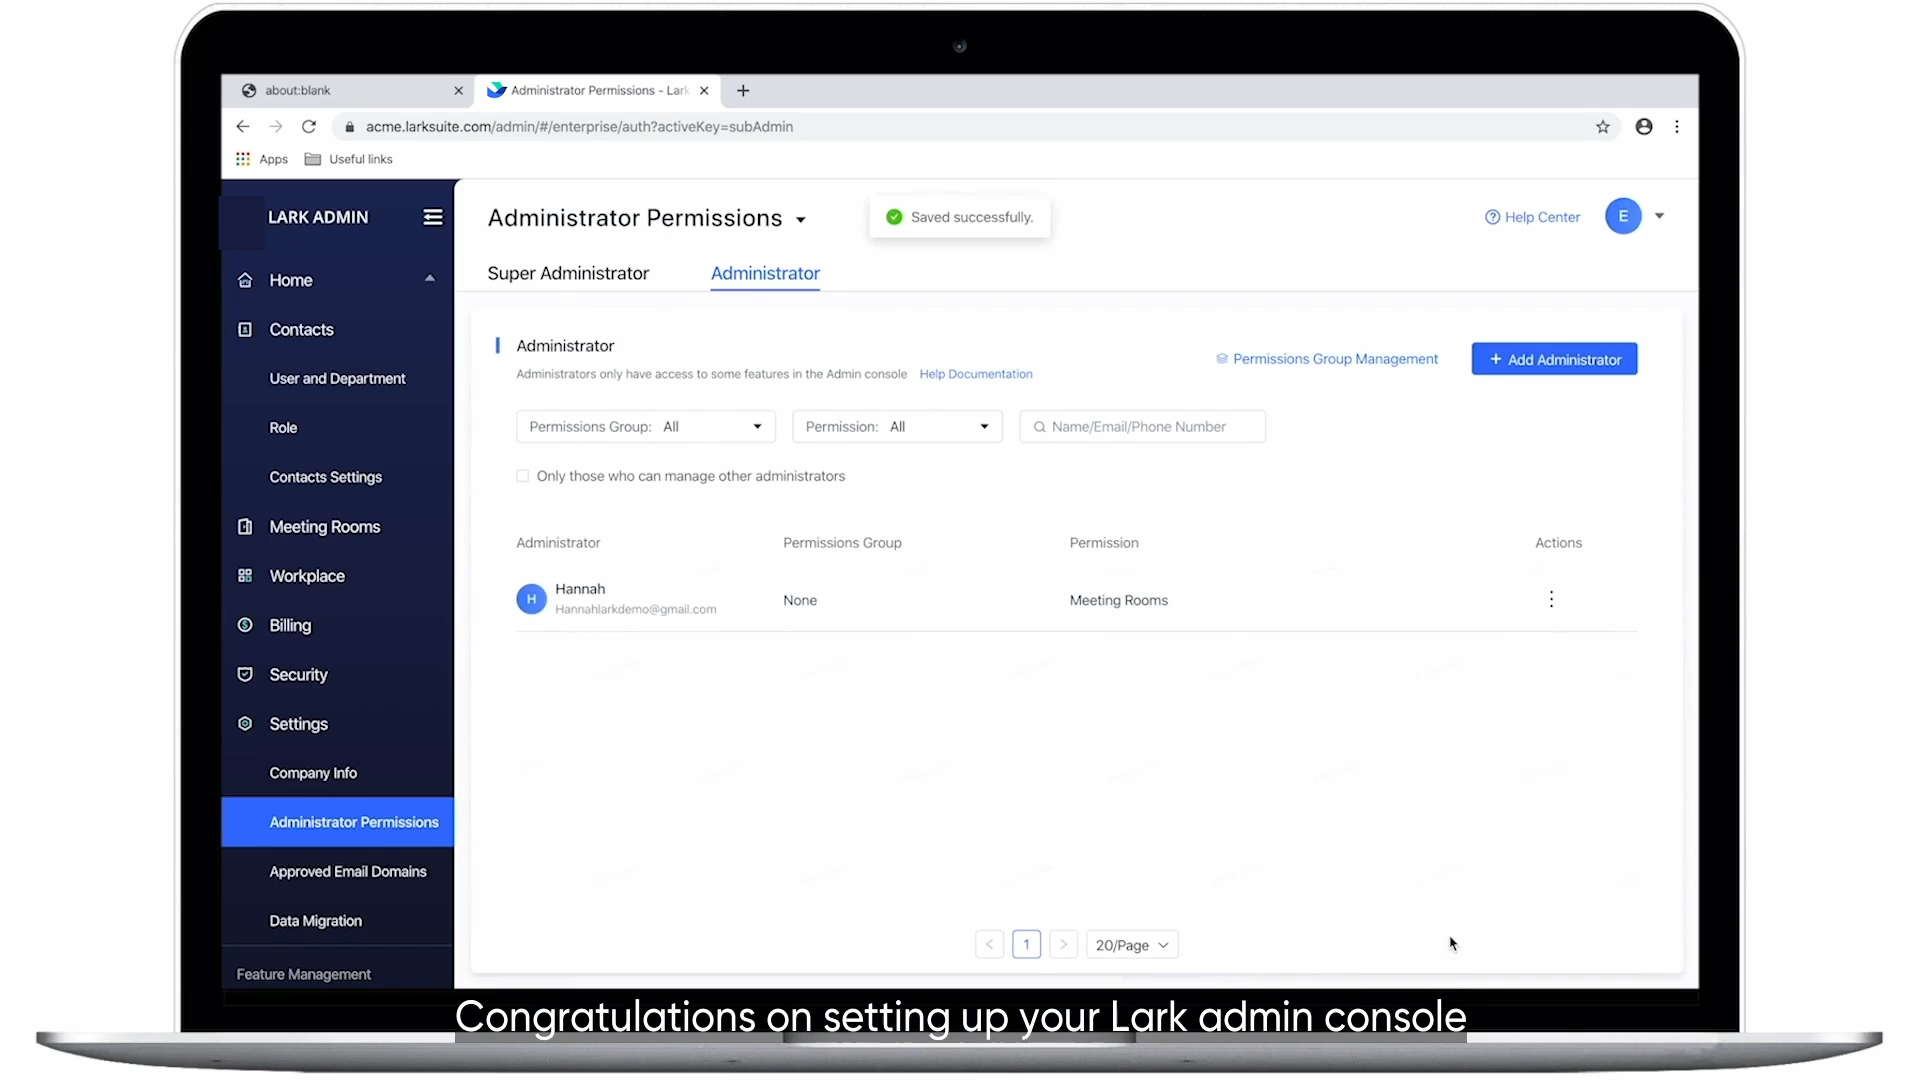 about:blank
Administrator Permissions - Lark
acme.larksuite.com/admin/#/enterprise/auth?activeKey=subAdmin
Apps
Useful links
LARK ADMIN
Home
Contacts
User and Department
Role
Contacts Settings
Meeting Rooms
Workplace
Billing
Security
Settings
Company Info
Administrator Permissions
Approved Email Domains
Data Migration
Feature Management
Administrator Permissions
Saved successfully.
Help Center
E
Super Administrator
Administrator
Administrator
Administrators only have access to some features in the Admin console Help Documentation
Permissions Group Management
+ Add Administrator
Permissions Group: All
Permission: All
Name/Email/Phone Number
Only those who can manage other administrators
Administrator Permissions Group Permission Actions
H
Hannah
Hannahlarkdemo@gmail.com
None
Meeting Rooms
1
20/Page
Congratulations on setting up your Lark admin console